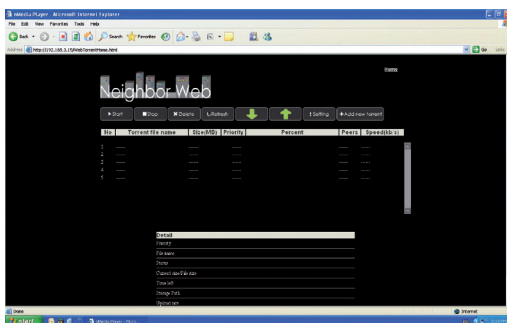 nMedia Player - Microsoft Internet Explorer
File Edit View Favorites Tools Help
Back Search Favorites
Address http://192.168.3.15/WebTorrentHome.html Go Links
Home
Neighbor Web
Start Stop Delete Refresh Setting Add new torrent
No Torrent file name Size(MB) Priority Percent Peers Speed(kb/s)
1 ---- ---- ---- ---- ----
2 ---- ---- ---- ---- ----
3 ---- ---- ---- ---- ----
4 ---- ---- ---- ---- ----
5 ---- ---- ---- ---- ----
Detail
Priority
File name
Status
Current size/File size
Time left
Storage Path
Upload rate
Done Internet
start